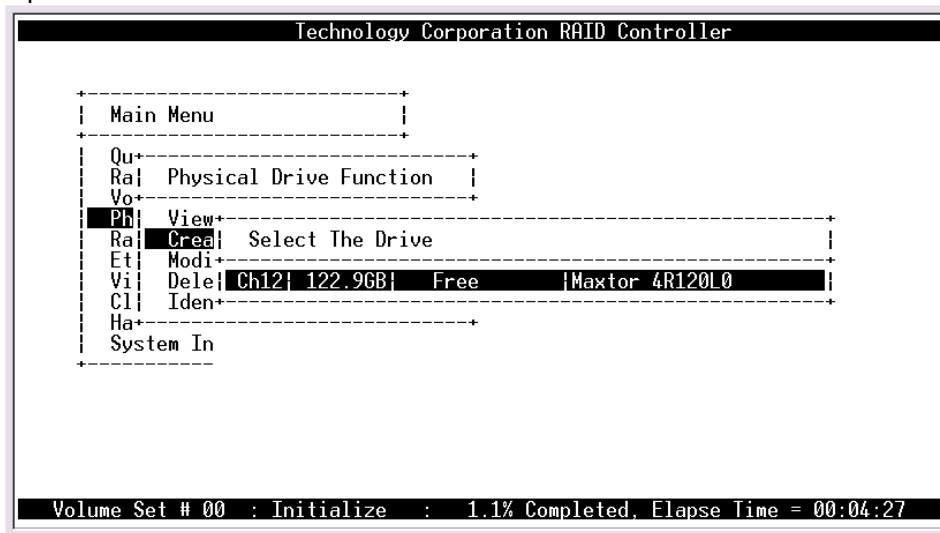 Technology Corporation RAID Controller
Main Menu
Qu
Ra Physical Drive Function
Vo
Ph View
Ra Crea Select The Drive
Et Modi
Vi Dele Ch12| 122.9GB| Free |Maxtor 4R120L0
Cl Iden
Ha
System In
Volume Set # 00 : Initialize : 1.1% Completed, Elapse Time = 00:04:27